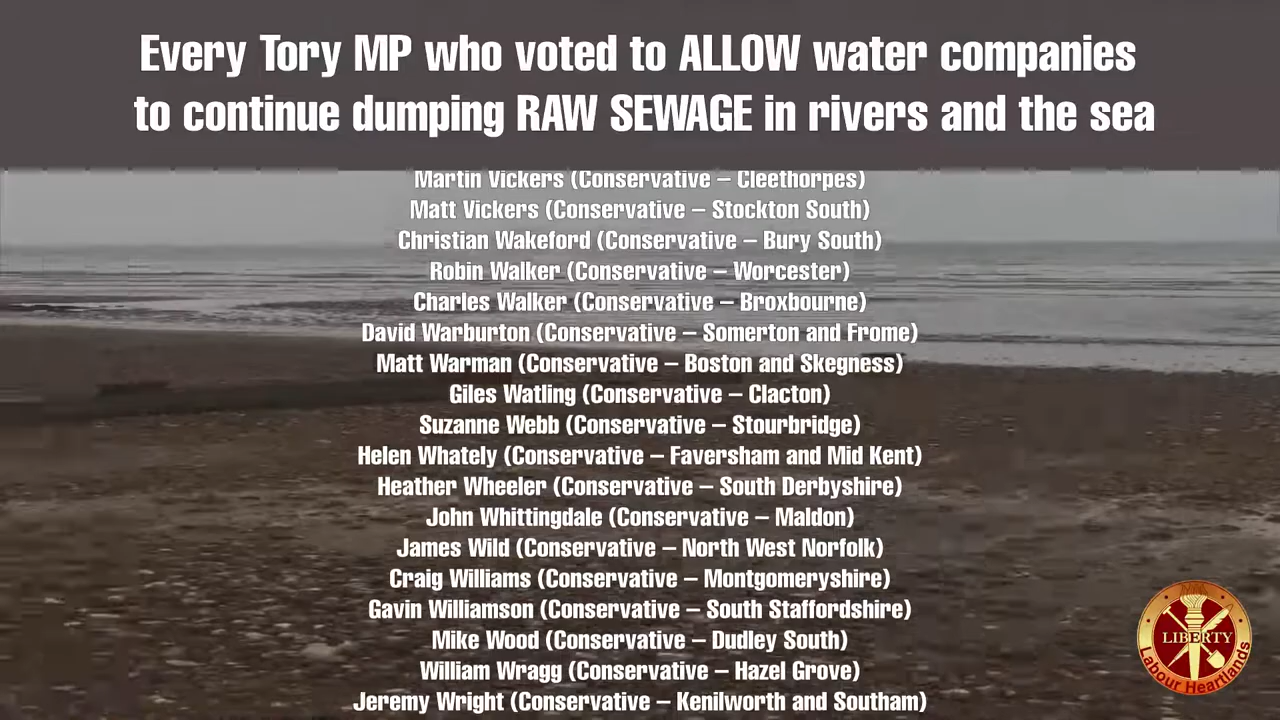 Every Tory MP who voted to ALLOW water companies
to continue dumping RAW SEWAGE in rivers and the sea
Martin Vickers (Conservative – Cleethorpes)
Matt Vickers (Conservative – Stockton South)
Christian Wakeford (Conservative – Bury South)
Robin Walker (Conservative – Worcester)
Charles Walker (Conservative – Broxbourne)
David Warburton (Conservative – Somerton and Frome)
Matt Warman (Conservative – Boston and Skegness)
Giles Watling (Conservative – Clacton)
Suzanne Webb (Conservative – Stourbridge)
Helen Whately (Conservative – Faversham and Mid Kent)
Heather Wheeler (Conservative – South Derbyshire)
John Whittingdale (Conservative – Maldon)
James Wild (Conservative – North West Norfolk)
Craig Williams (Conservative – Montgomeryshire)
Gavin Williamson (Conservative – South Staffordshire)
Mike Wood (Conservative – Dudley South)
William Wragg (Conservative – Hazel Grove)
Jeremy Wright (Conservative – Kenilworth and Southam)
LIBERTY
Labour Heartlands